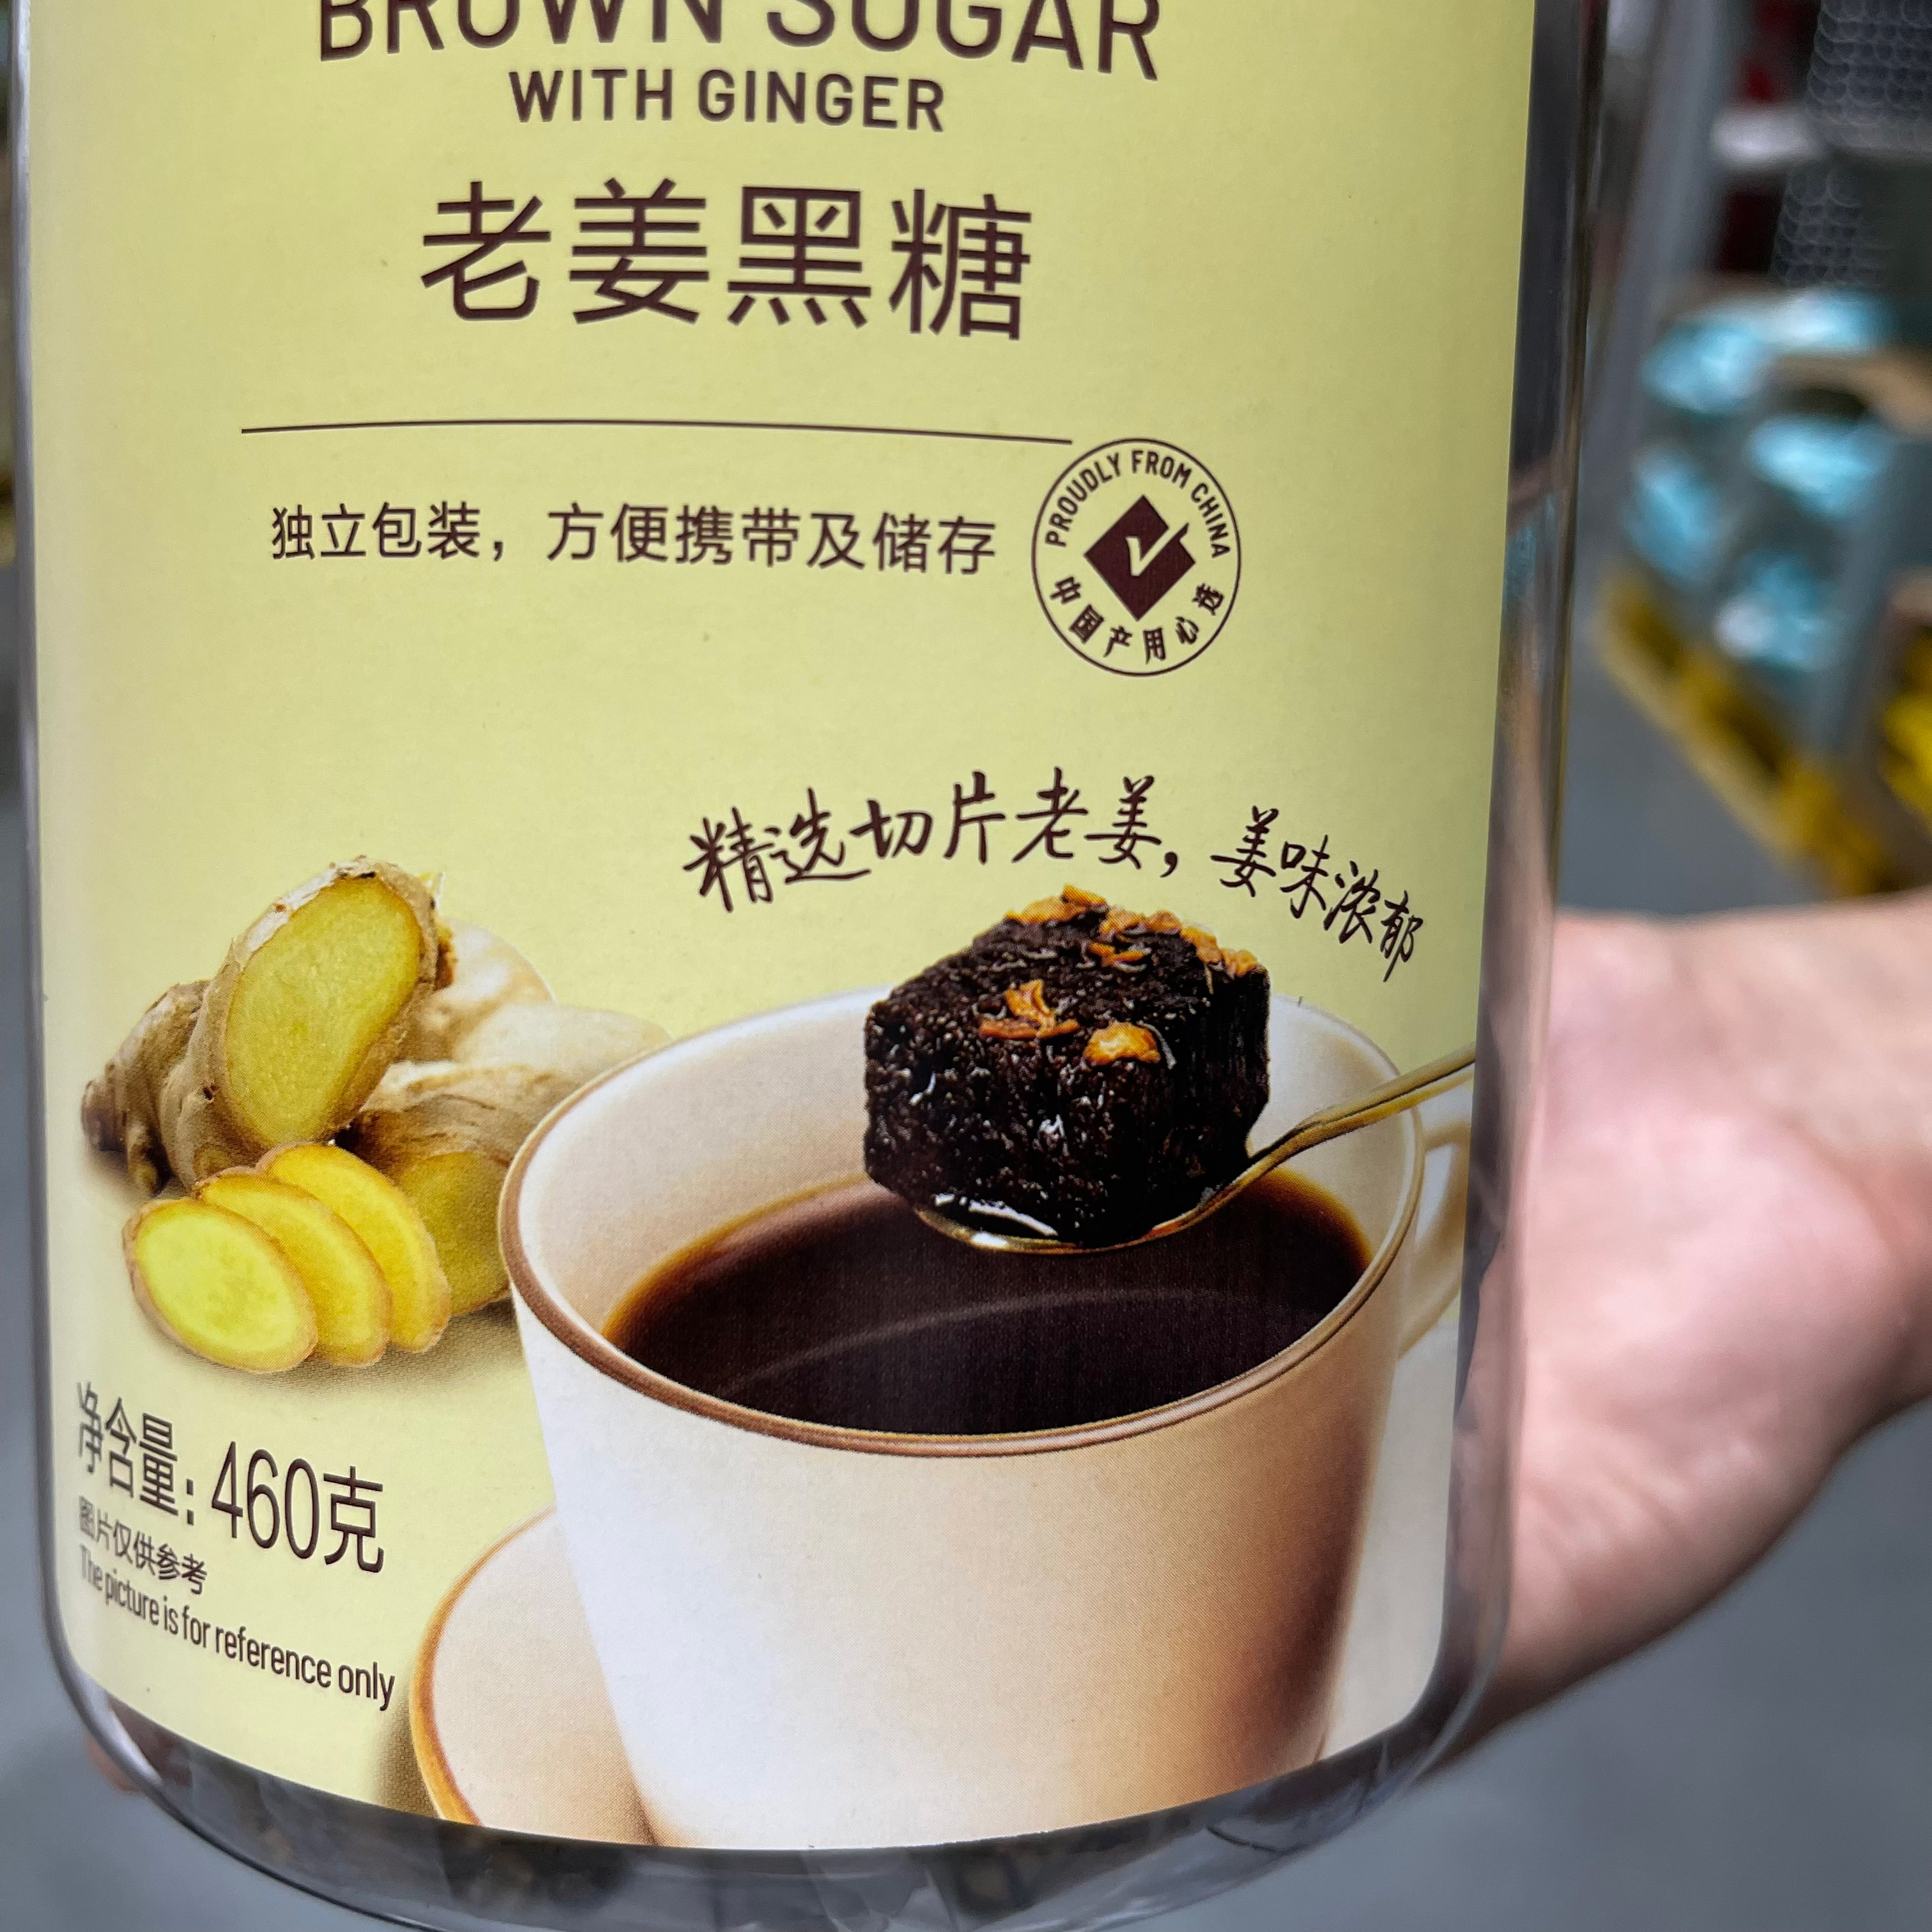 BROWN SUGAR
WITH GINGER
老姜黑糖
独立包装，方便携带及储存
PROUDLY FROM CHINA
中国产用心选
精选切片老姜，姜味浓郁
净含量：460克
图片仅供参考
The picture is for reference only